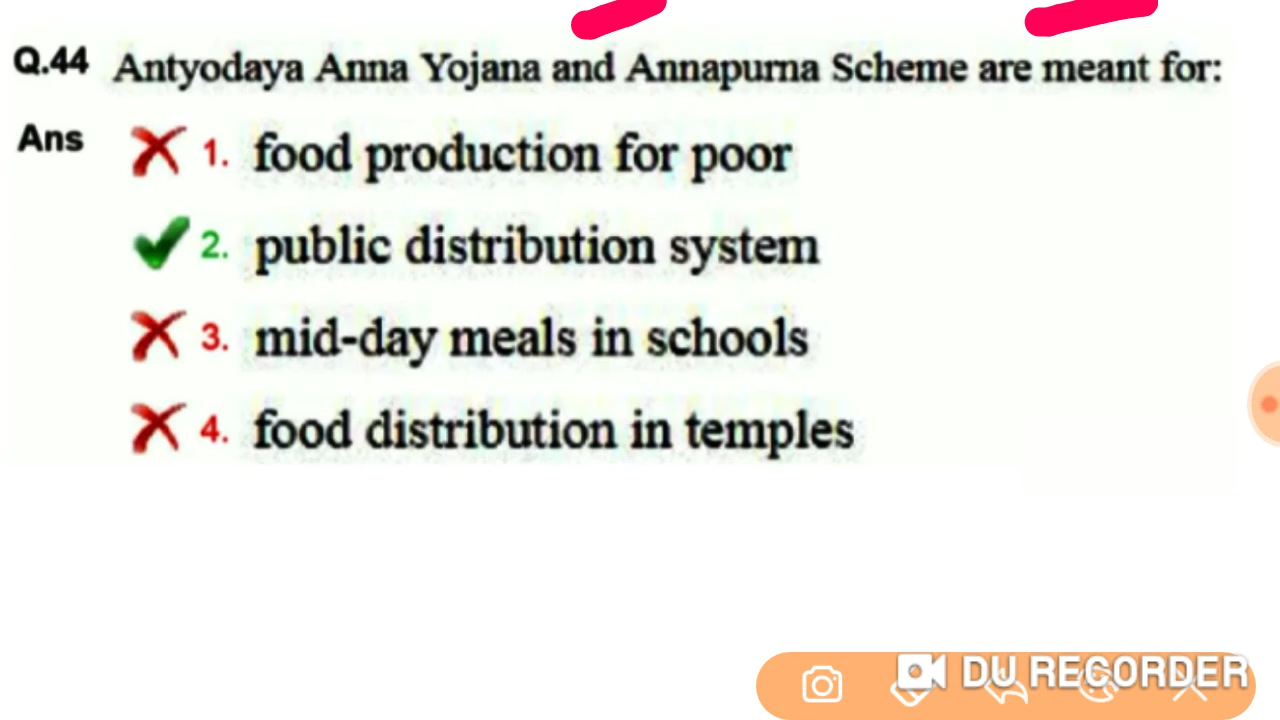 Q.44 Antyodaya Anna Yojana and Annapurna Scheme are meant for:
Ans 1. food production for poor
2. public distribution system
3. mid-day meals in schools
4. food distribution in temples
DU RECORDER